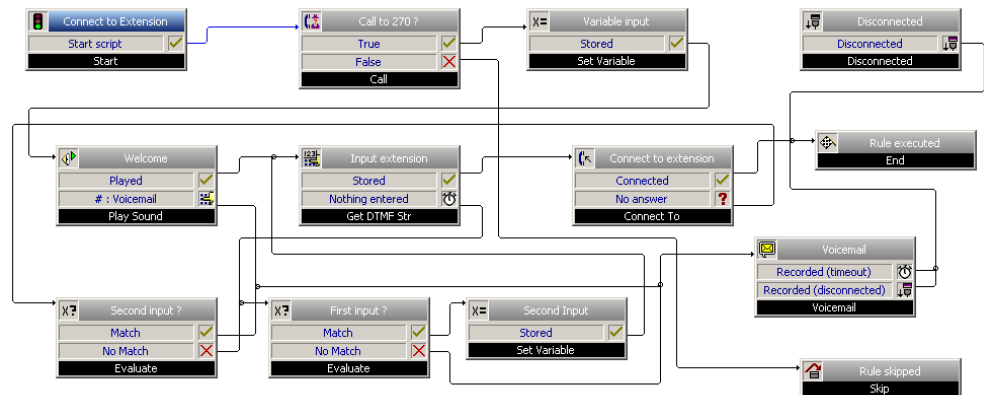 Connect to Extension
Start script
Start
Call to 270 ?
True
False
Call
X= Variable input
Stored
Set Variable
Disconnected
Disconnected
Disconnected
Welcome
Played
# : Voicemail
Play Sound
123 Input extension
Stored
Nothing entered
Get DTMF Str
Connect to extension
Connected
No answer ?
Connect To
Rule executed
End
Voicemail
Recorded (timeout)
Recorded (disconnected)
Voicemail
X? Second input ?
Match
No Match
Evaluate
X? First input ?
Match
No Match
Evaluate
X= Second Input
Stored
Set Variable
Rule skipped
Skip